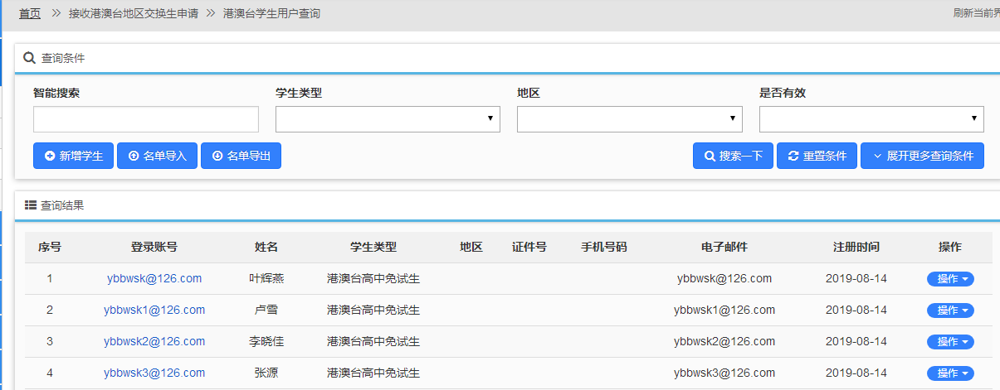 首页 >> 接收港澳台地区交换生申请 >> 港澳台学生用户查询 刷新当前界
查询条件
智能搜索 学生类型 地区 是否有效
新增学生 名单导入 名单导出 搜索一下 重置条件 展开更多查询条件
查询结果
序号 登录账号 姓名 学生类型 地区 证件号 手机号码 电子邮件 注册时间 操作
1 ybbwsk@126.com 叶辉燕 港澳台高中免试生 ybbwsk@126.com 2019-08-14 操作
2 ybbwsk1@126.com 卢雪 港澳台高中免试生 ybbwsk1@126.com 2019-08-14 操作
3 ybbwsk2@126.com 李晓佳 港澳台高中免试生 ybbwsk2@126.com 2019-08-14 操作
4 ybbwsk3@126.com 张源 港澳台高中免试生 ybbwsk3@126.com 2019-08-14 操作